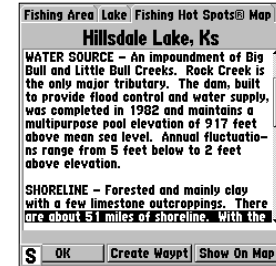 Fishing Area Lake Fishing Hot Spots® Map
Hillsdale Lake, Ks
WATER SOURCE – An impoundment of Big
Bull and Little Bull Creeks. Rock Creek is
the only major tributary. The dam, built
to provide flood control and water supply,
was completed in 1982 and maintains a
multipurpose pool elevation of 917 feet
above mean sea level. Annual fluctuatio-
ns range from 5 feet below to 2 feet
above elevation.
SHORELINE – Forested and mainly clay
with a few limestone outcroppings. There
are about 51 miles of shoreline. With the
S OK Create Waypt Show On Map